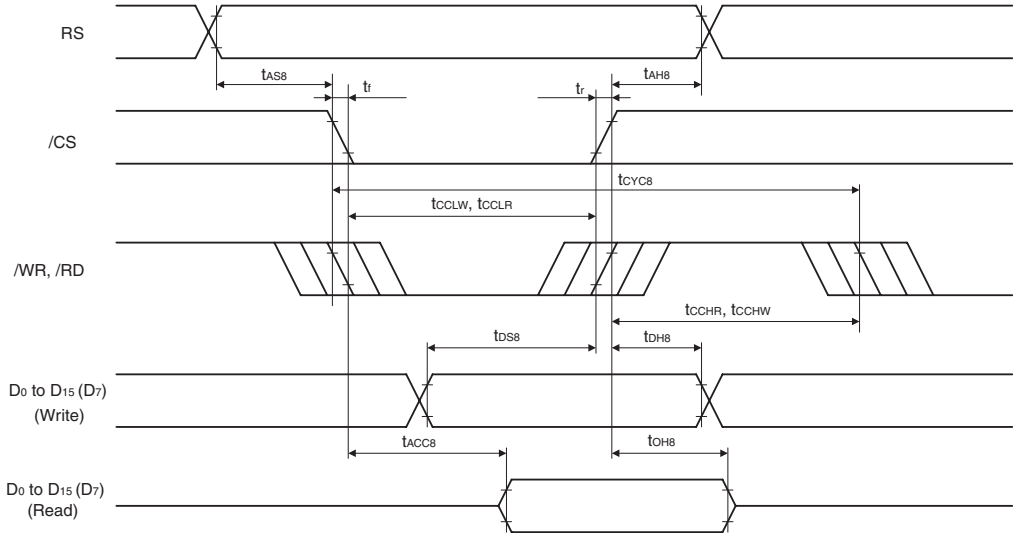 RS
tAS8
tAH8
tf
tr
/CS
tCYC8
tCCLW, tCCLR
/WR, /RD
tCCHR, tCCHW
tDS8
tDH8
D0 to D15 (D7)
(Write)
tACC8
tOH8
D0 to D15 (D7)
(Read)